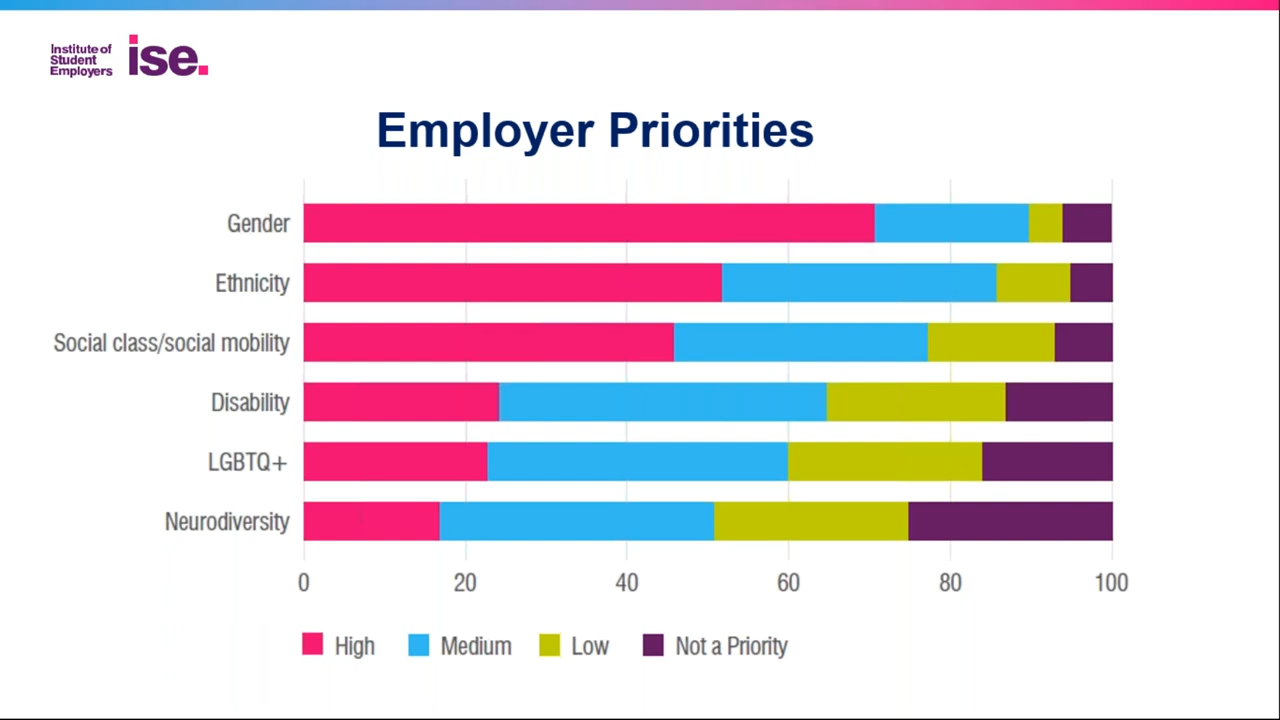 Institute of
Student
Employers
ise.
Employer Priorities
Gender
Ethnicity
Social class/social mobility
Disability
LGBTQ+
Neurodiversity
0 20 40 60 80 100
High Medium Low Not a Priority